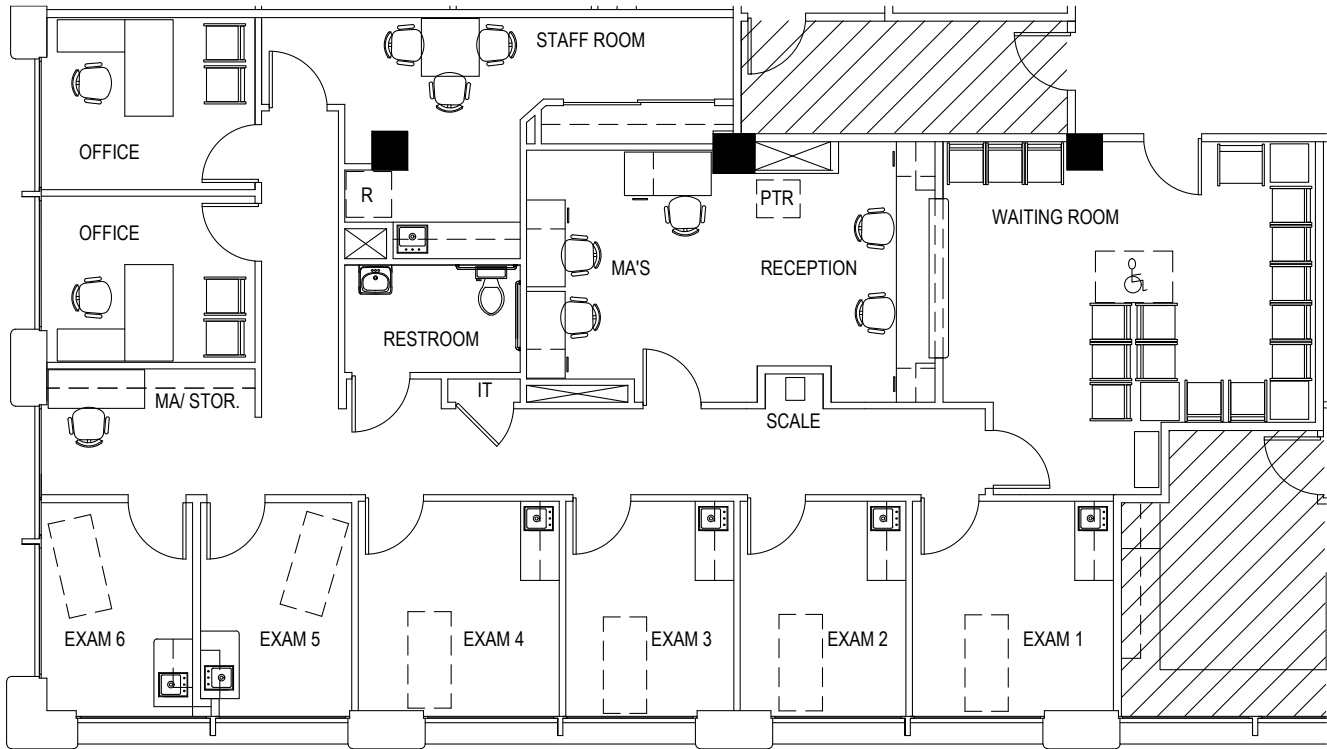 STAFF ROOM
OFFICE
R
PTR
WAITING ROOM
OFFICE
MA'S
RECEPTION
RESTROOM
IT
MA/ STOR.
SCALE
EXAM 6
EXAM 5
EXAM 4
EXAM 3
EXAM 2
EXAM 1